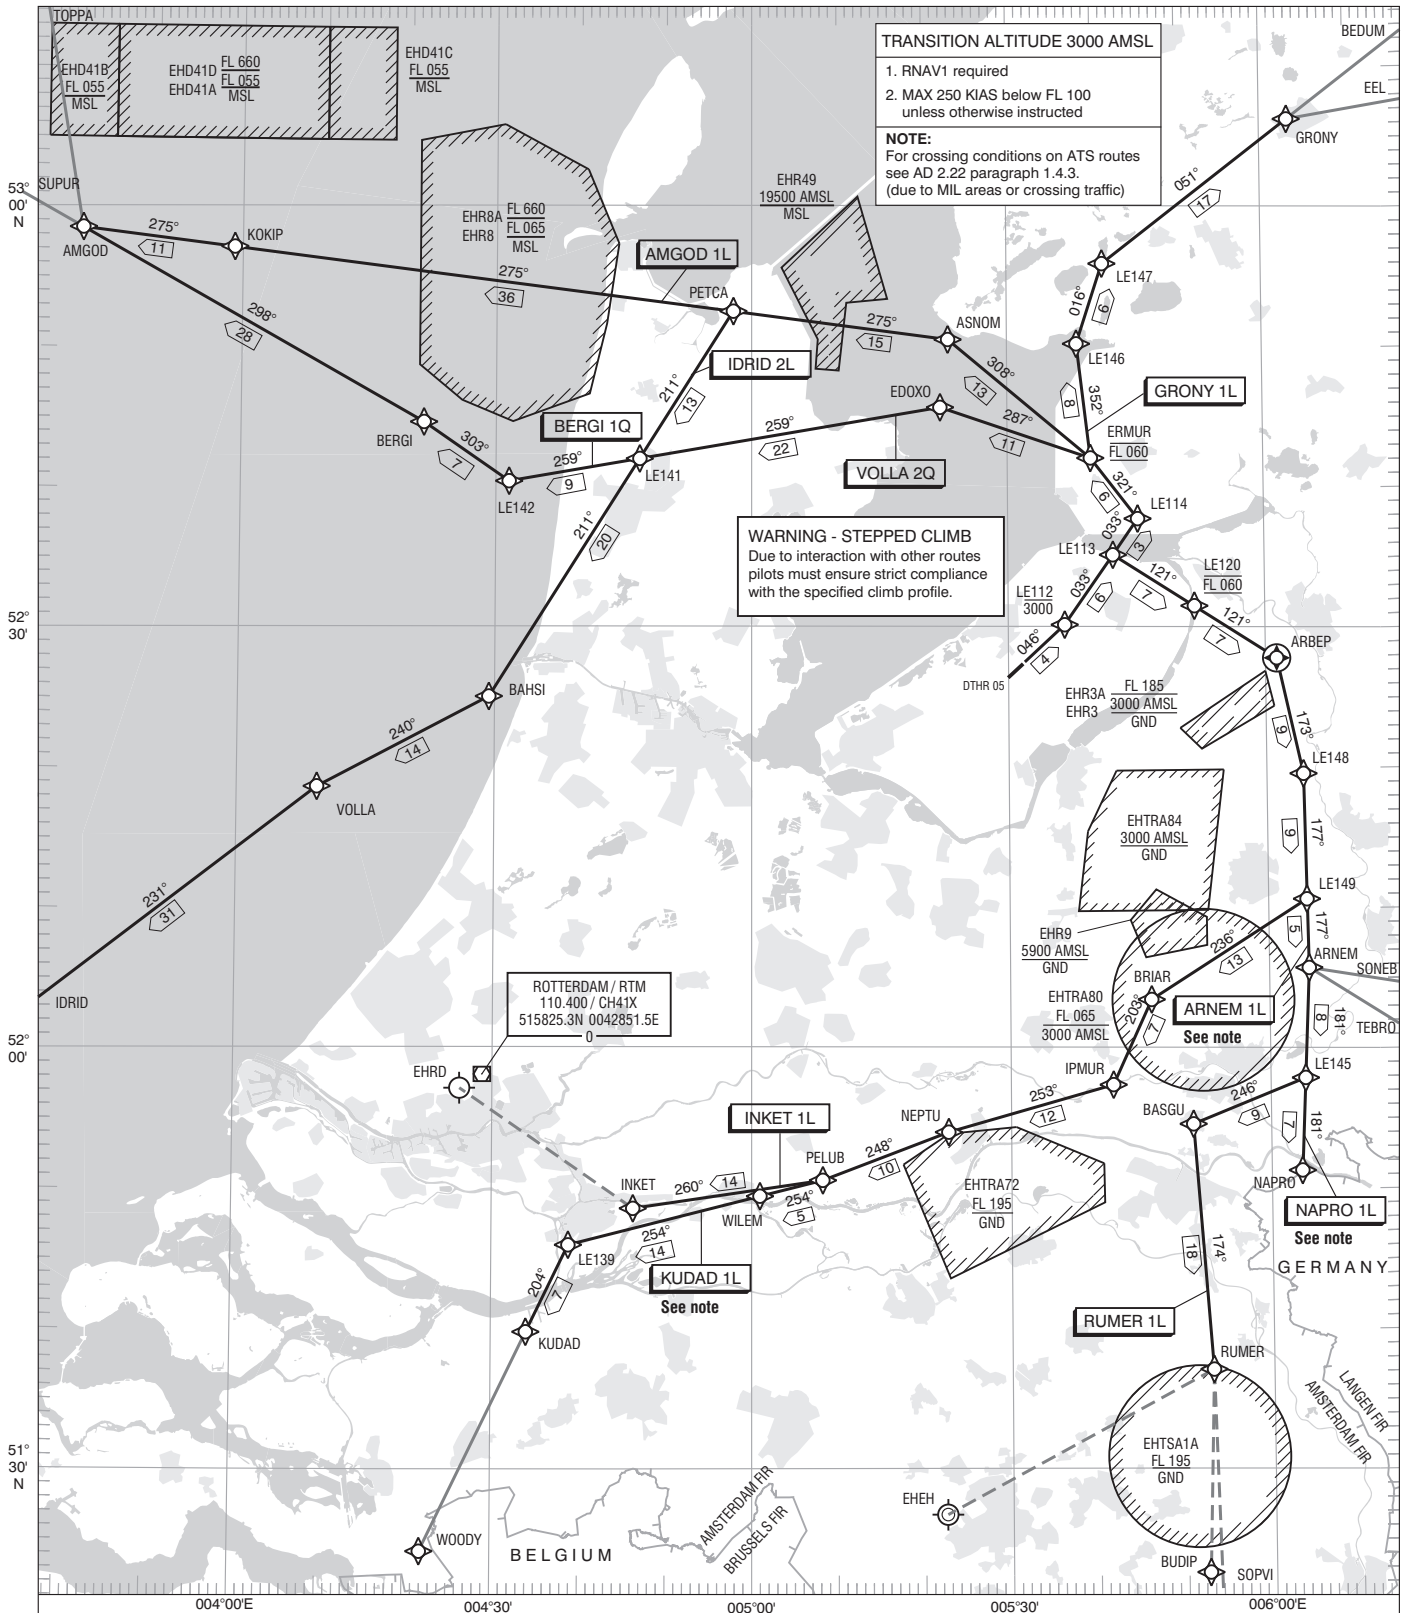 TOPPA
EHD41B
FL 055
MSL
EHD41D FL 660
EHD41A FL 055
MSL
EHD41C
FL 055
MSL
TRANSITION ALTITUDE 3000 AMSL
1. RNAV1 required
2. MAX 250 KIAS below FL 100
unless otherwise instructed
NOTE:
For crossing conditions on ATS routes
see AD 2.22 paragraph 1.4.3.
(due to MIL areas or crossing traffic)
BEDUM
EEL
GRONY
051°
17
SUPUR
53°
00'
N
AMGOD
275°
11
KOKIP
EHR8A FL 660
EHR8 FL 065
MSL
EHR49
19500 AMSL
MSL
AMGOD 1L
275°
36
PETCA
LE147
016°
6
298°
28
275°
15
ASNOM
LE146
IDRID 2L
308°
13
352°
8
GRONY 1L
211°
13
EDOXO
287°
11
BERGI
303°
7
BERGI 1Q
259°
9
259°
22
VOLLA 2Q
ERMUR
FL 060
LE142
LE141
321°
6
LE114
211°
20
WARNING - STEPPED CLIMB
Due to interaction with other routes
pilots must ensure strict compliance
with the specified climb profile.
LE113
033°
3
LE120
FL 060
121°
7
LE112
3000
033°
6
121°
7
52°
30'
046°
4
ARBEP
DTHR 05
BAHSI
EHR3A FL 185
EHR3 3000 AMSL
GND
173°
9
240°
14
LE148
VOLLA
EHTRA84
3000 AMSL
GND
177°
9
231°
31
LE149
EHR9
5900 AMSL
GND
236°
13
177°
5
ARNEM
SONEB
IDRID
ROTTERDAM / RTM
110.400 / CH41X
515825.3N 0042851.5E
0
BRIAR
EHTRA80
FL 065
3000 AMSL
203°
7
ARNEM 1L
See note
181°
8
TEBRO
52°
00'
EHRD
IPMUR
LE145
253°
12
246°
9
BASGU
INKET 1L
NEPTU
181°
7
248°
10
PELUB
EHTRA72
FL 195
GND
NAPRO
INKET
260°
14
WILEM
254°
5
NAPRO 1L
See note
254°
14
LE139
174°
18
GERMANY
204°
7
KUDAD 1L
See note
RUMER 1L
KUDAD
RUMER
LANGEN FIR
AMSTERDAM FIR
51°
30'
N
EHTSA1A
FL 195
GND
AMSTERDAM FIR
BRUSSELS FIR
EHEH
WOODY
BELGIUM
BUDIP
SOPVI
004°00'E
004°30'
005°00'
005°30'
006°00'E